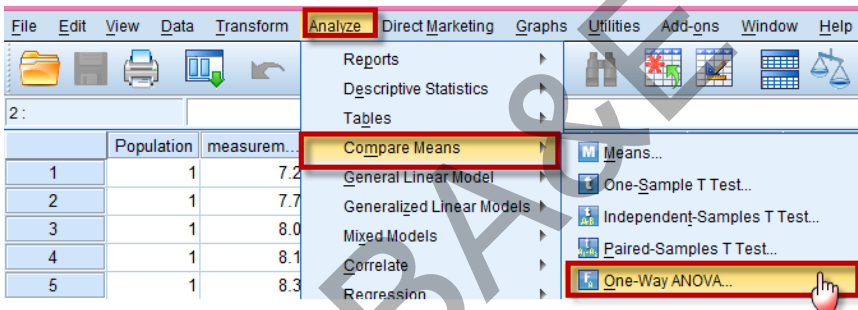 File Edit View Data Transform Analyze Direct Marketing Graphs Utilities Add-ons Window Help
2 :
Population measurem...
1 1 7.2
2 1 7.7
3 1 8.0
4 1 8.1
5 1 8.3
Reports
Descriptive Statistics
Tables
Compare Means
General Linear Model
Generalized Linear Models
Mixed Models
Correlate
Regression
M Means...
t One-Sample T Test...
Independent-Samples T Test...
Paired-Samples T Test...
One-Way ANOVA...
BA&E